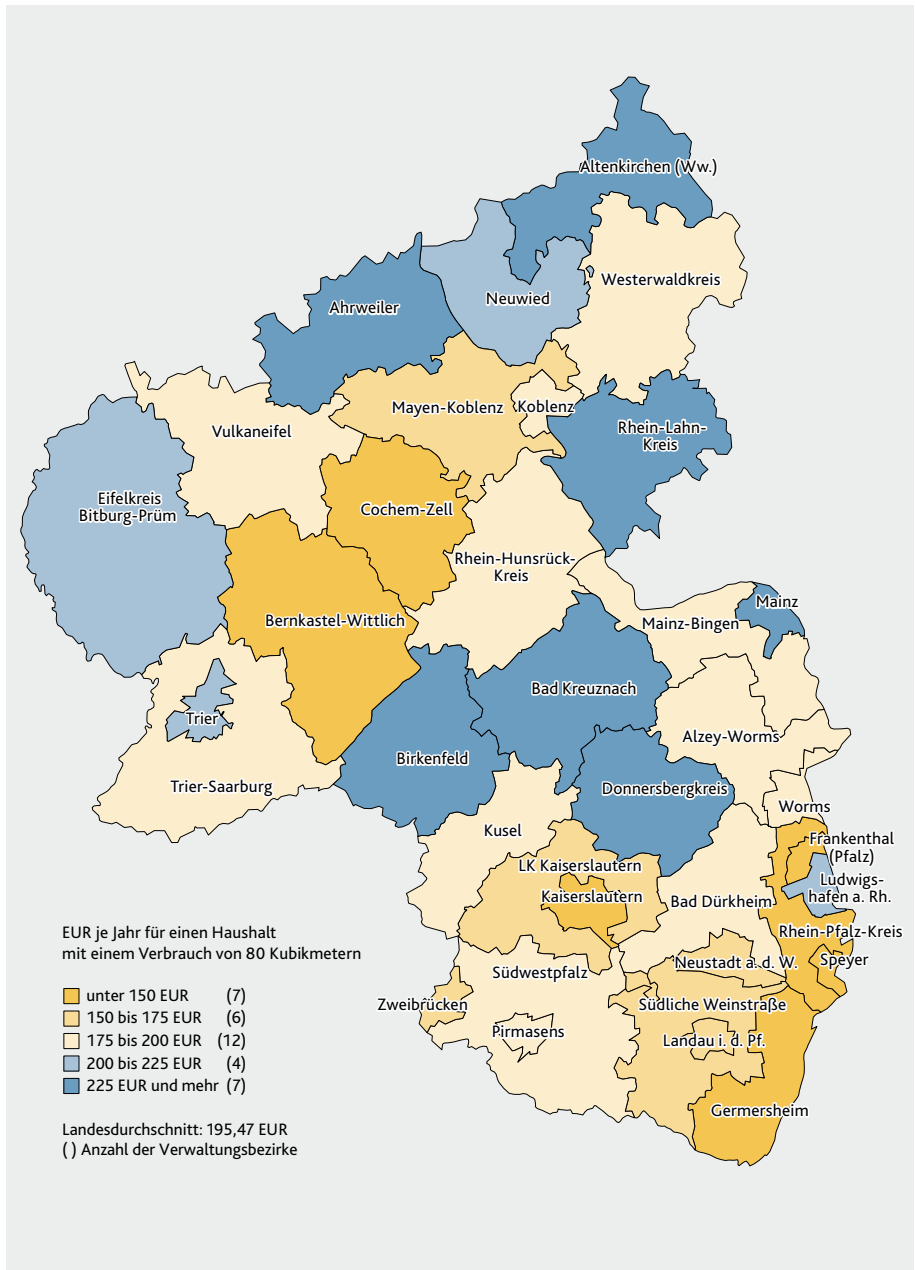 Altenkirchen (Ww.)
Westerwaldkreis
Neuwied
Ahrweiler
Mayen-Koblenz
Koblenz
Rhein-Lahn-
Kreis
Vulkaneifel
Eifelkreis
Bitburg-Prüm
Cochem-Zell
Rhein-Hunsrück-
Kreis
Mainz
Mainz-Bingen
Bernkastel-Wittlich
Bad Kreuznach
Trier
Alzey-Worms
Birkenfeld
Trier-Saarburg
Donnersbergkreis
Worms
Kusel
Frankenthal
(Pfalz)
LK Kaiserslautern
Ludwigs-
hafen a. Rh.
Kaiserslautern
Bad Dürkheim
Rhein-Pfalz-Kreis
Speyer
Neustadt a. d. W.
Südwestpfalz
Zweibrücken
Südliche Weinstraße
Pirmasens
Landau i. d. Pf.
Germersheim
EUR je Jahr für einen Haushalt
mit einem Verbrauch von 80 Kubikmetern
unter 150 EUR (7)
150 bis 175 EUR (6)
175 bis 200 EUR (12)
200 bis 225 EUR (4)
225 EUR und mehr (7)
Landesdurchschnitt: 195,47 EUR
( ) Anzahl der Verwaltungsbezirke